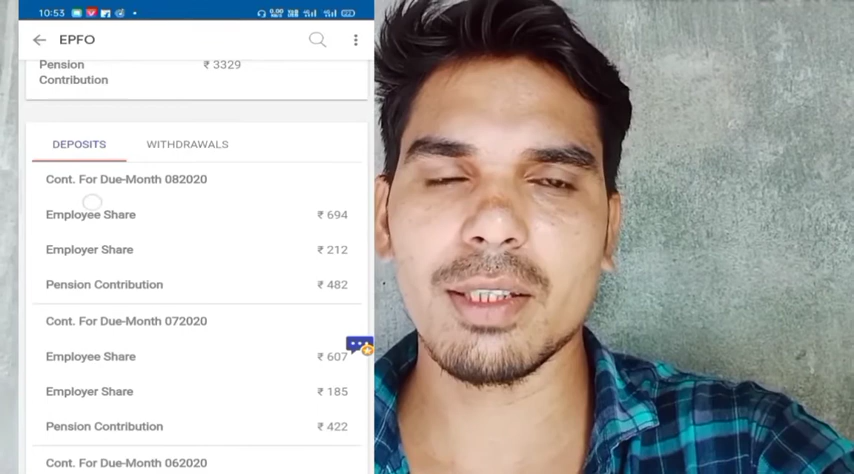 10:53
EPFO
Pension ₹ 3329
Contribution
DEPOSITS WITHDRAWALS
Cont. For Due-Month 082020
Employee Share ₹ 694
Employer Share ₹ 212
Pension Contribution ₹ 482
Cont. For Due-Month 072020
Employee Share ₹ 607
Employer Share ₹ 185
Pension Contribution ₹ 422
Cont. For Due-Month 062020